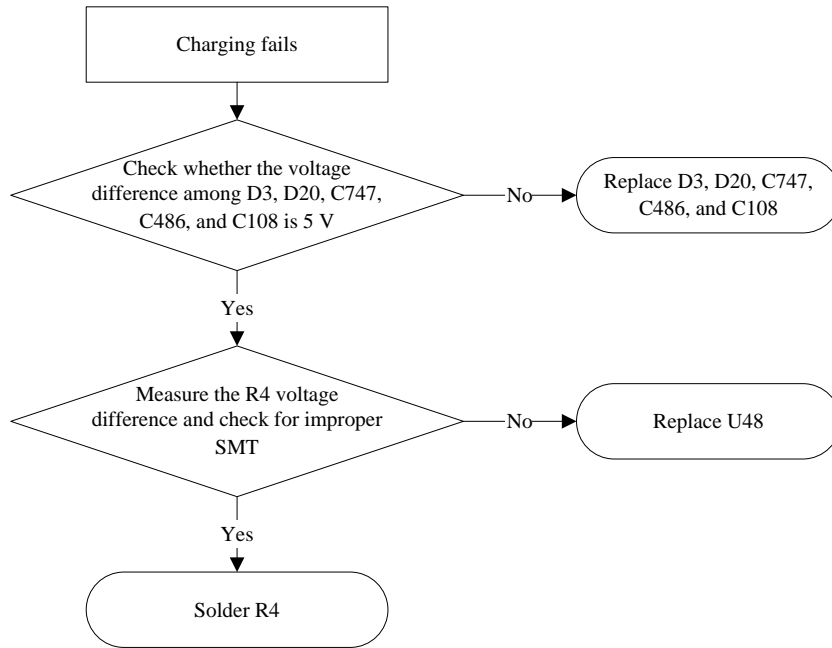 Charging fails
Check whether the voltage
difference among D3, D20, C747,
C486, and C108 is 5 V
No
Replace D3, D20, C747,
C486, and C108
Yes
Measure the R4 voltage
difference and check for improper
SMT
No
Replace U48
Yes
Solder R4